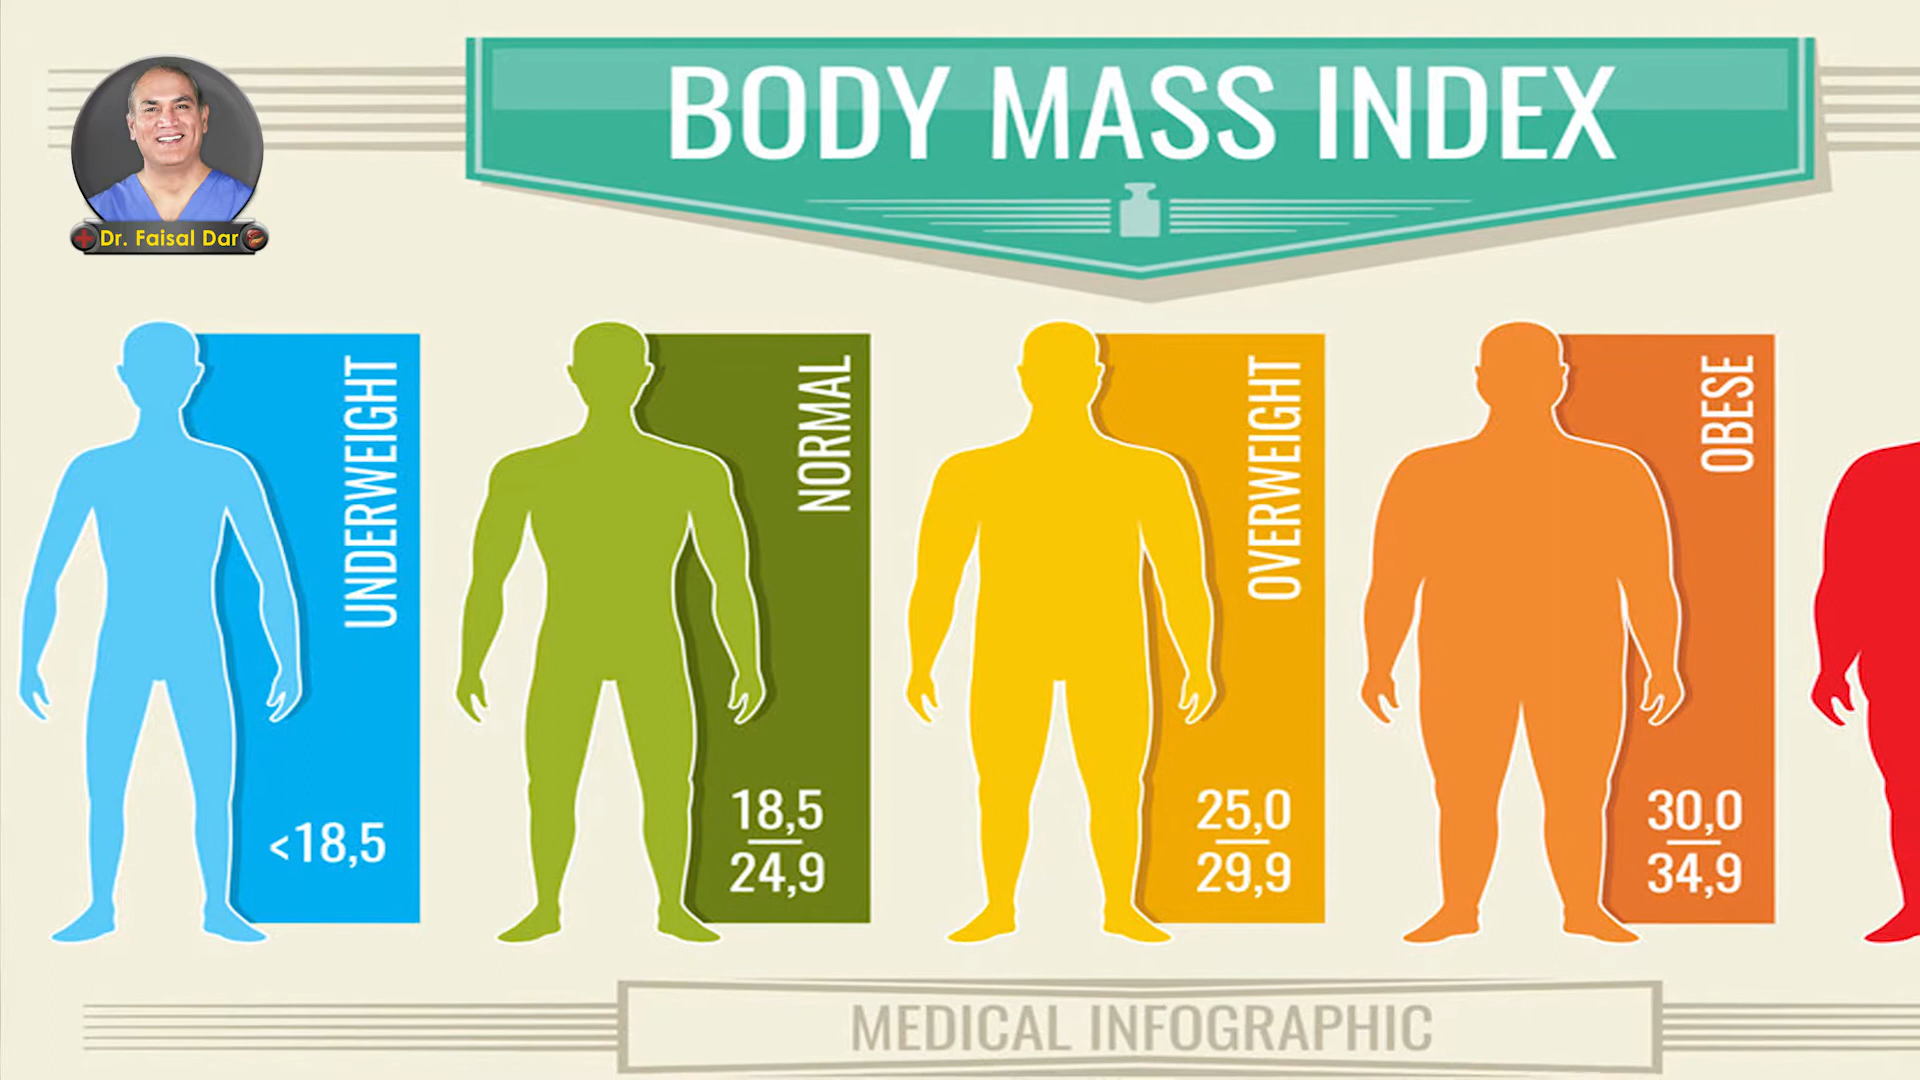 BODY MASS INDEX
Dr. Faisal Dar
UNDERWEIGHT
<18,5
NORMAL
18,5
24,9
OVERWEIGHT
25,0
29,9
OBESE
30,0
34,9
MEDICAL INFOGRAPHIC